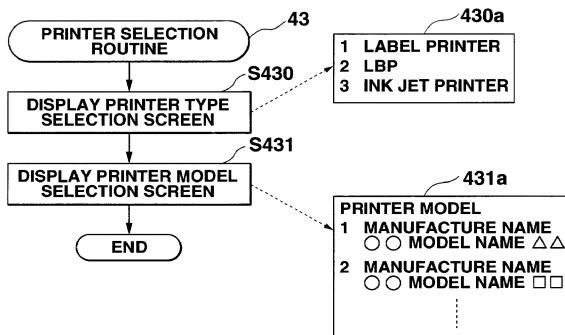 PRINTER SELECTION
ROUTINE
43
S430
DISPLAY PRINTER TYPE
SELECTION SCREEN
S431
DISPLAY PRINTER MODEL
SELECTION SCREEN
END
430a
1 LABEL PRINTER
2 LBP
3 INK JET PRINTER
431a
PRINTER MODEL
1 MANUFACTURE NAME
○○ MODEL NAME △△
2 MANUFACTURE NAME
○○ MODEL NAME □□